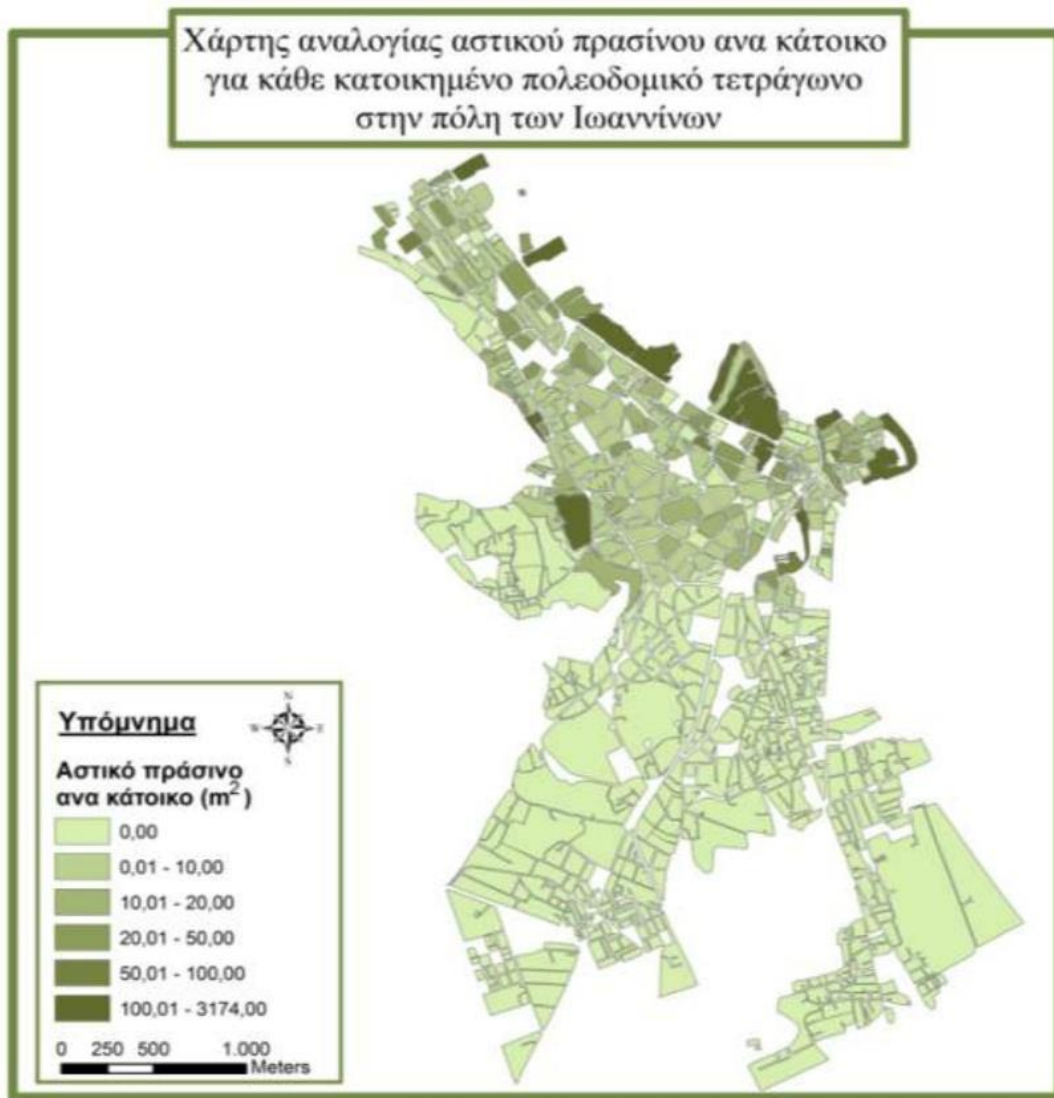 Χάρτης αναλογίας αστικού πρασίνου ανα κάτοικο
για κάθε κατοικημένο πολεοδομικό τετράγωνο
στην πόλη των Ιωαννίνων
Υπόμνημα
N
W E
S
Αστικό πράσινο
ανα κάτοικο (m²)
0,00
0,01 - 10,00
10,01 - 20,00
20,01 - 50,00
50,01 - 100,00
100,01 - 3174,00
0 250 500 1.000
Meters